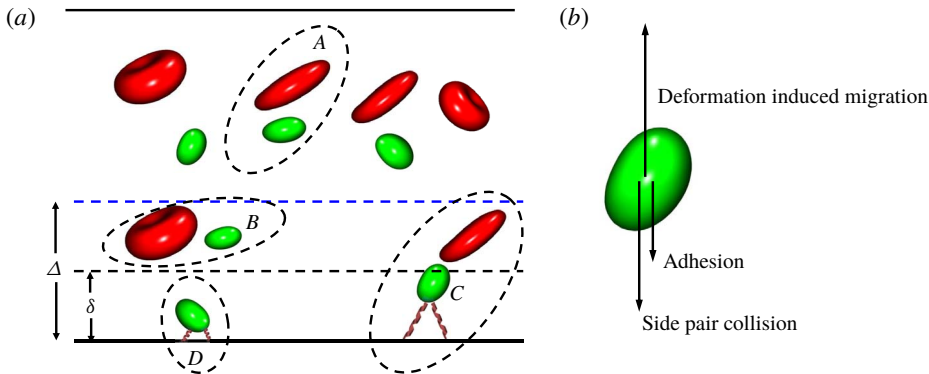 (a)
A
B
Δ
δ
C
D
(b)
Deformation induced migration
Adhesion
Side pair collision